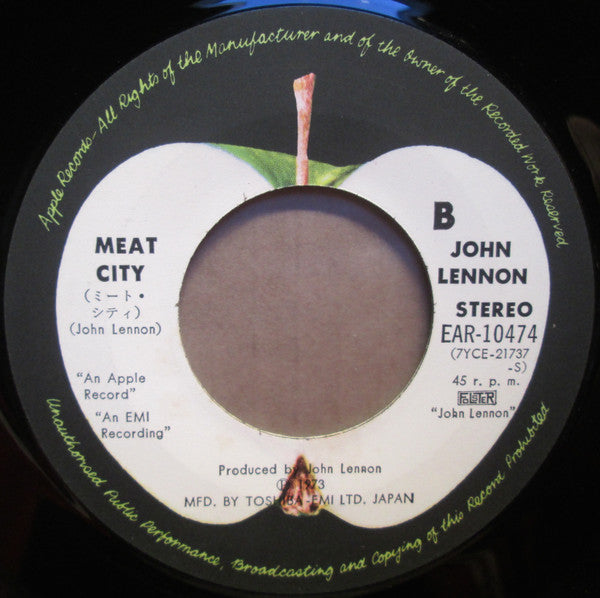 Apple Records-All Rights of the Manufacturer and of the Owner of the Recorded Work Reserved
MEAT
CITY
(ミート・
シティ)
(John Lennon)
"An Apple
Record"
"An EMI
Recording"
B
JOHN
LENNON
STEREO
EAR-10474
(7YCE-21737
-S)
45 r. p. m.
FOLSTER
"John Lennon"
Produced by John Lennon
Ⓟ 1973
MFD. BY TOSHIBA-EMI LTD, JAPAN
Unauthorised Public Performance, Broadcasting and Copying of this Record Prohibited